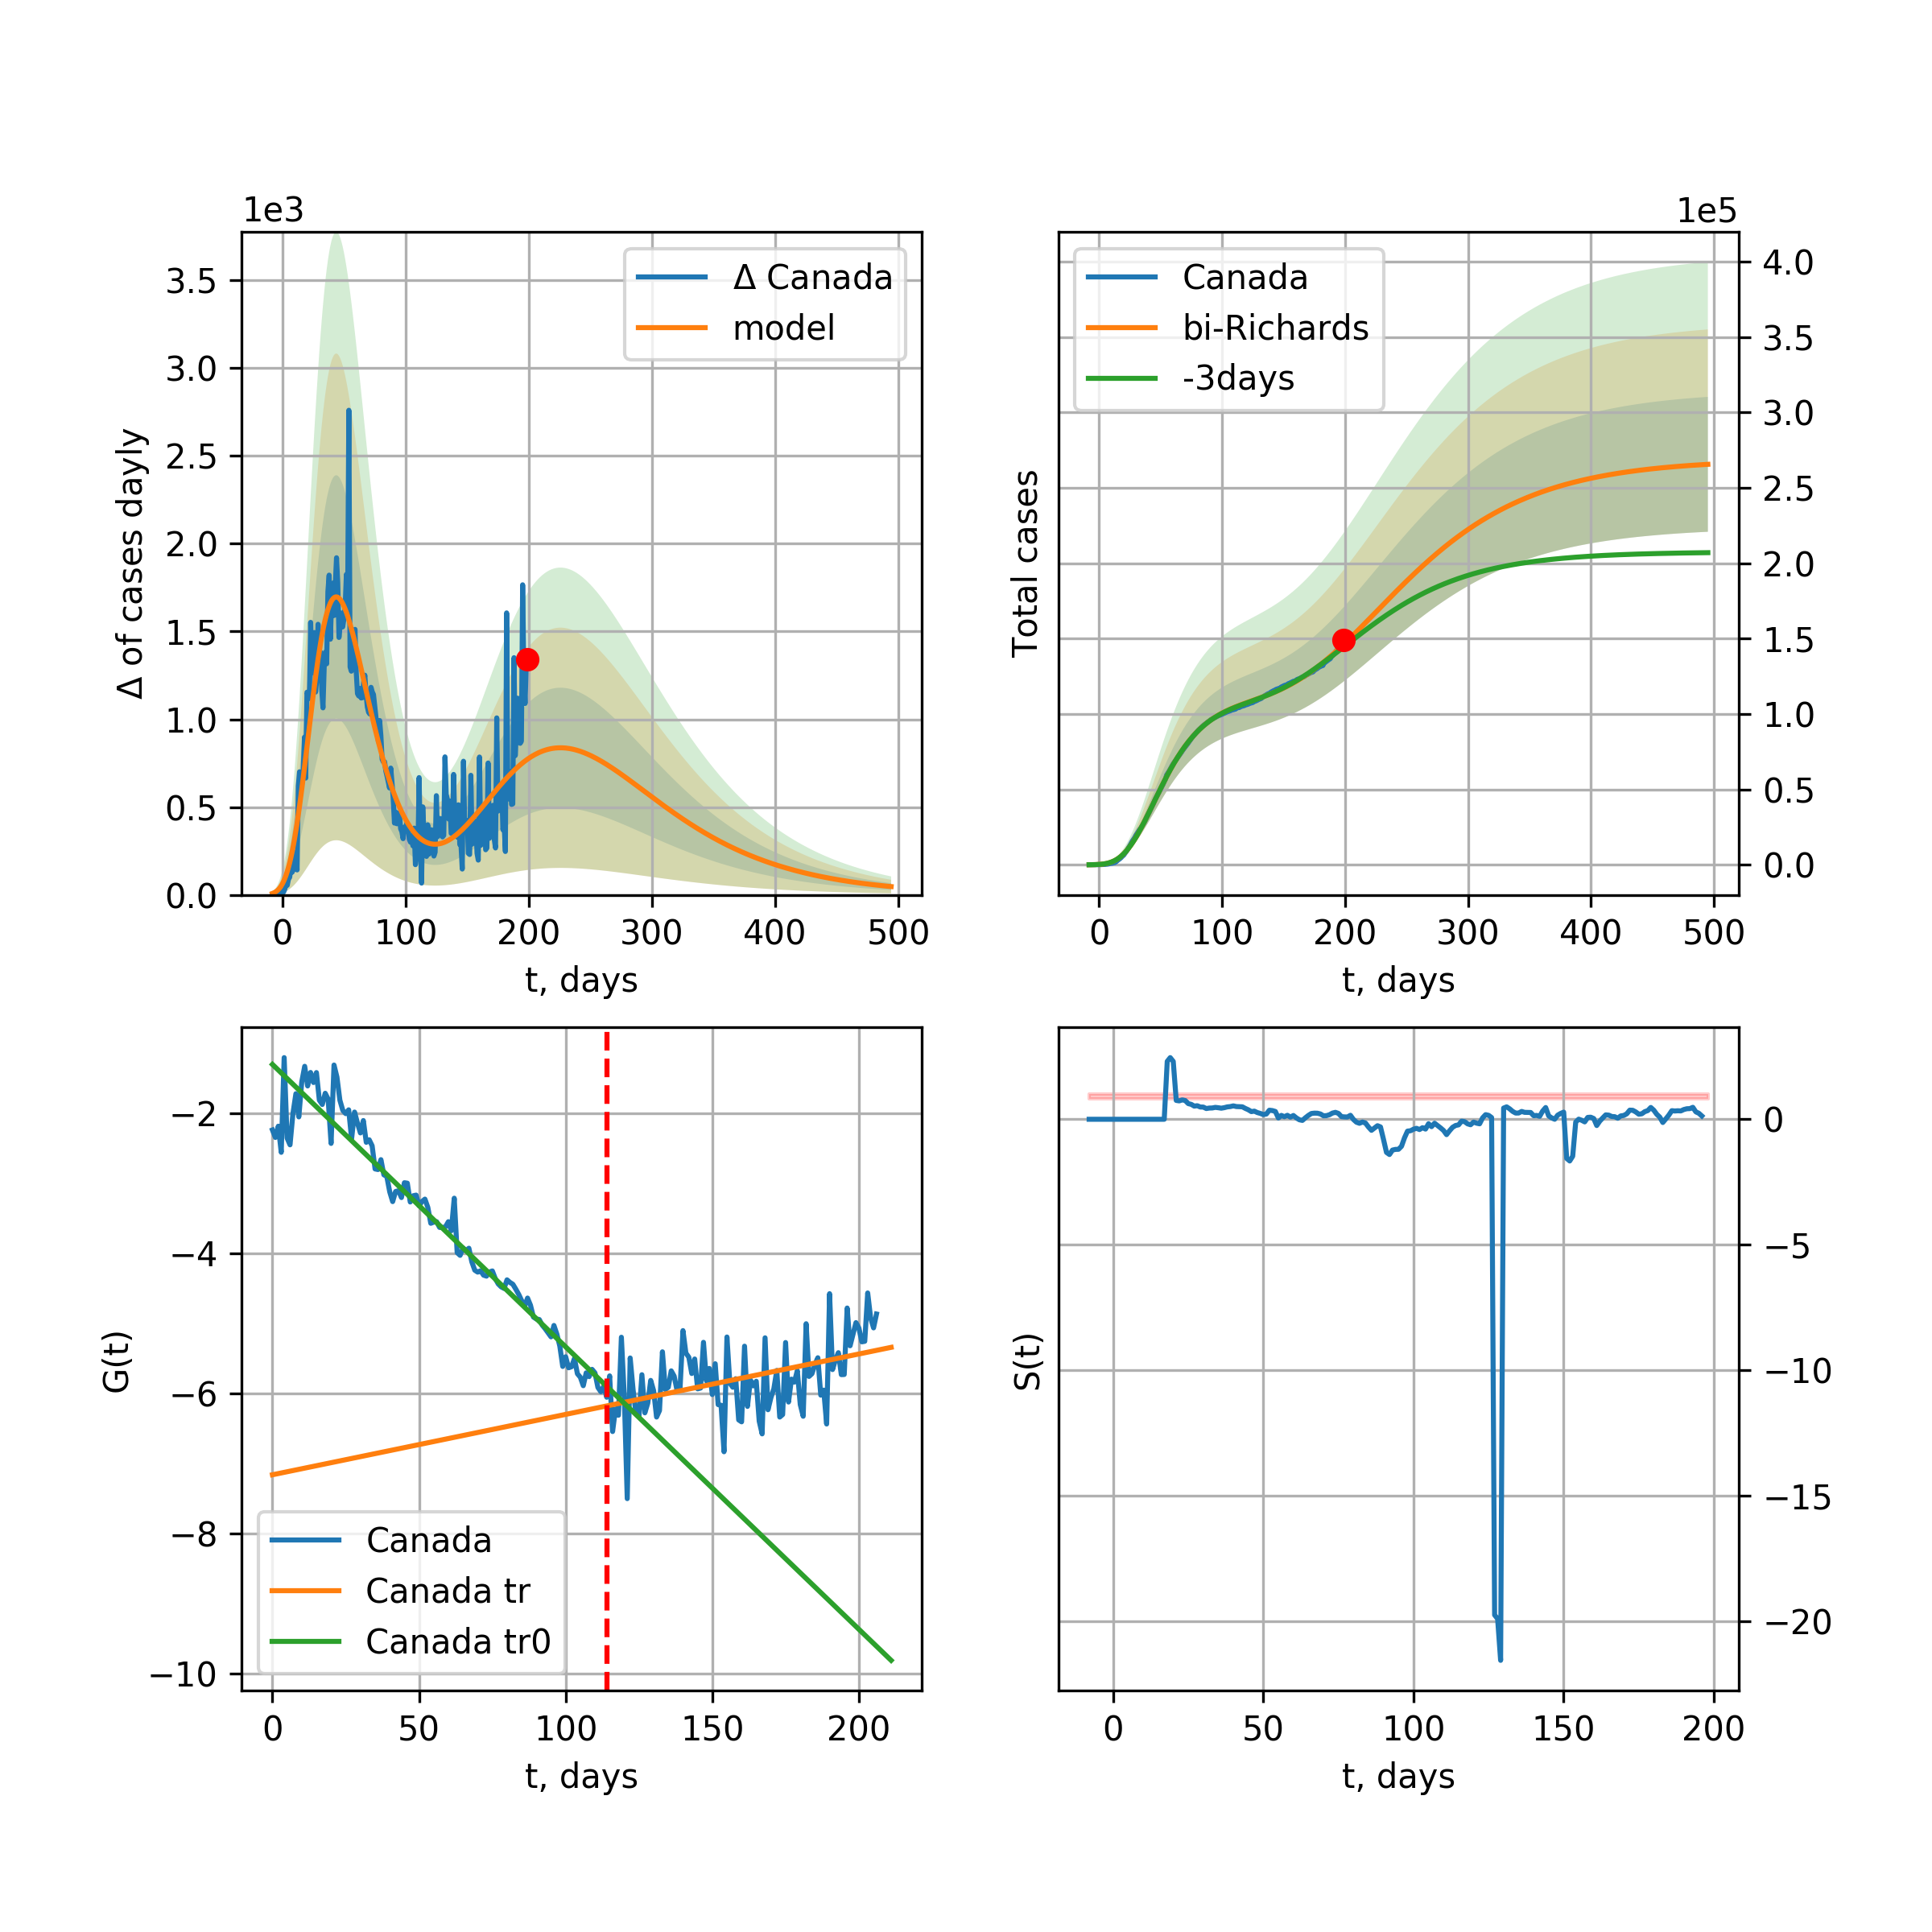 1e3
Δ of cases dayly
3.5
3.0
2.5
2.0
1.5
1.0
0.5
0.0
0 100 200 300 400 500
t, days
Δ Canada
model
1e5
Total cases
4.0
3.5
3.0
2.5
2.0
1.5
1.0
0.5
0.0
0 100 200 300 400 500
t, days
Canada
bi-Richards
-3days
G(t)
−2
−4
−6
−8
−10
0 50 100 150 200
t, days
Canada
Canada tr
Canada tr0
S(t)
0
−5
−10
−15
−20
0 50 100 150 200
t, days